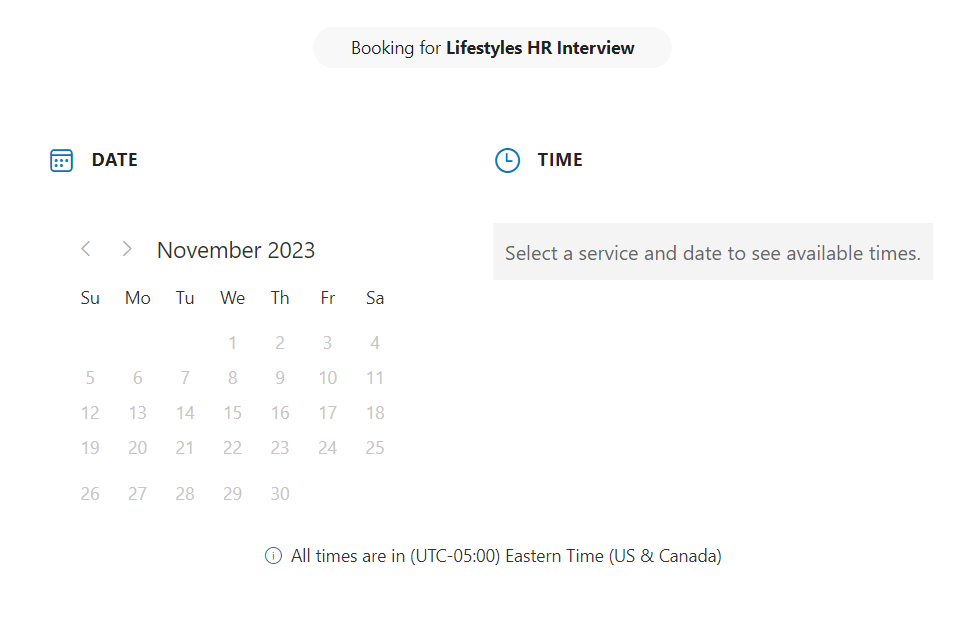 Booking for Lifestyles HR Interview
DATE
TIME
November 2023
Select a service and date to see available times.
Su Mo Tu We Th Fr Sa
1 2 3 4
5 6 7 8 9 10 11
12 13 14 15 16 17 18
19 20 21 22 23 24 25
26 27 28 29 30
All times are in (UTC-05:00) Eastern Time (US & Canada)